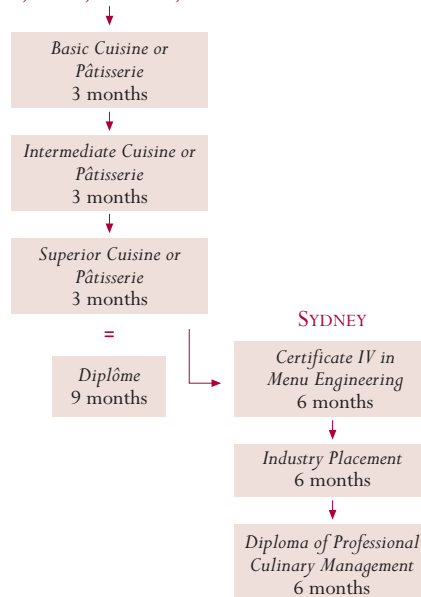 Basic Cuisine or
Pâtisserie
3 months
Intermediate Cuisine or
Pâtisserie
3 months
Superior Cuisine or
Pâtisserie
3 months
=
Diplôme
9 months
SYDNEY
Certificate IV in
Menu Engineering
6 months
Industry Placement
6 months
Diploma of Professional
Culinary Management
6 months